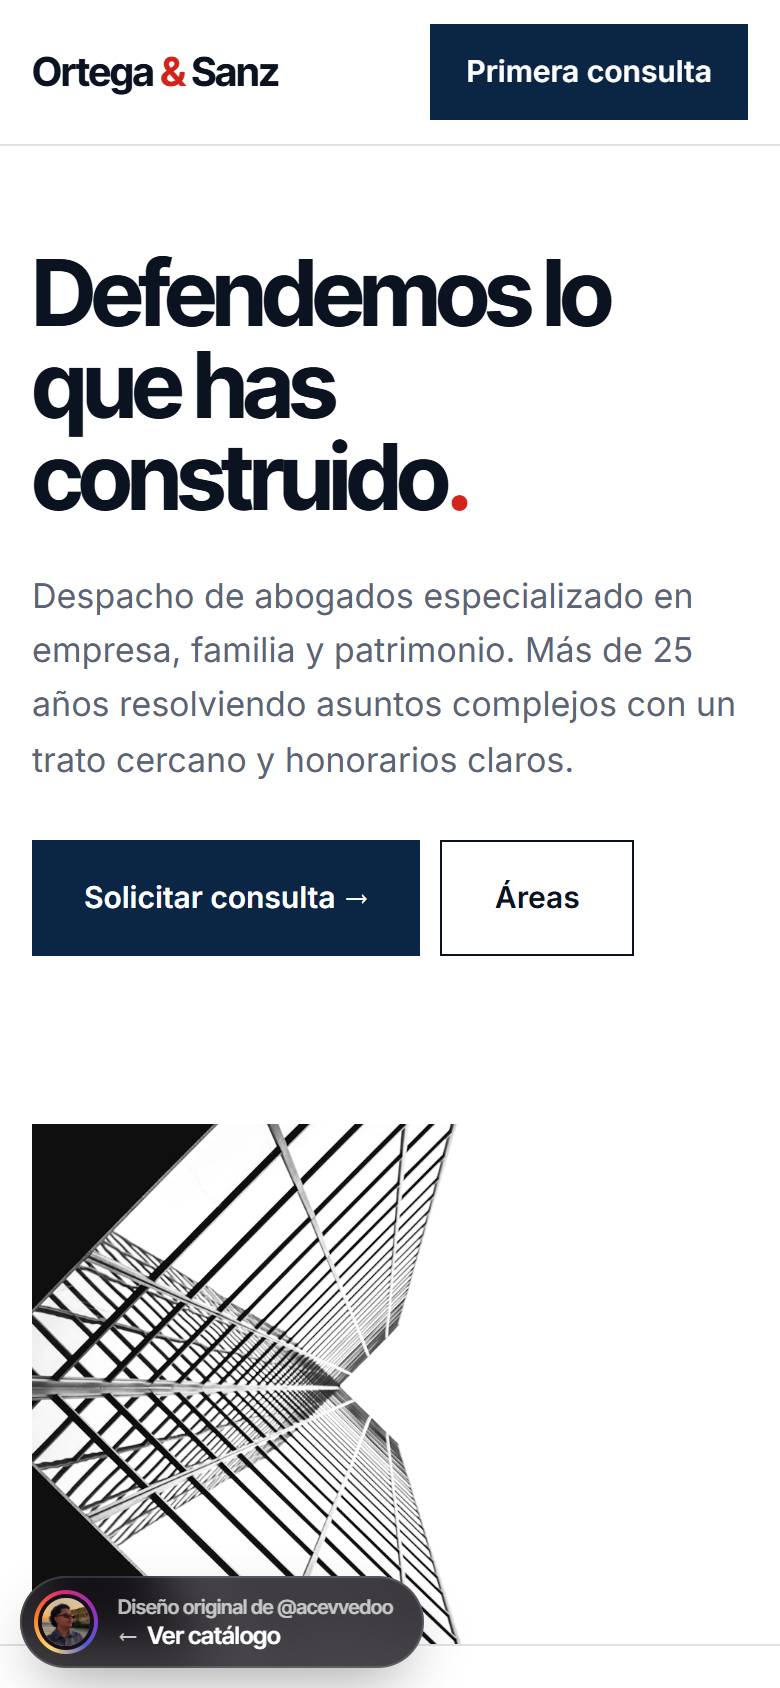 Ortega & Sanz
Primera consulta
Defendemos lo
que has
construido.
Despacho de abogados especializado en
empresa, familia y patrimonio. Más de 25
años resolviendo asuntos complejos con un
trato cercano y honorarios claros.
Solicitar consulta →
Áreas
Diseño original de @acevvedoo
← Ver catálogo